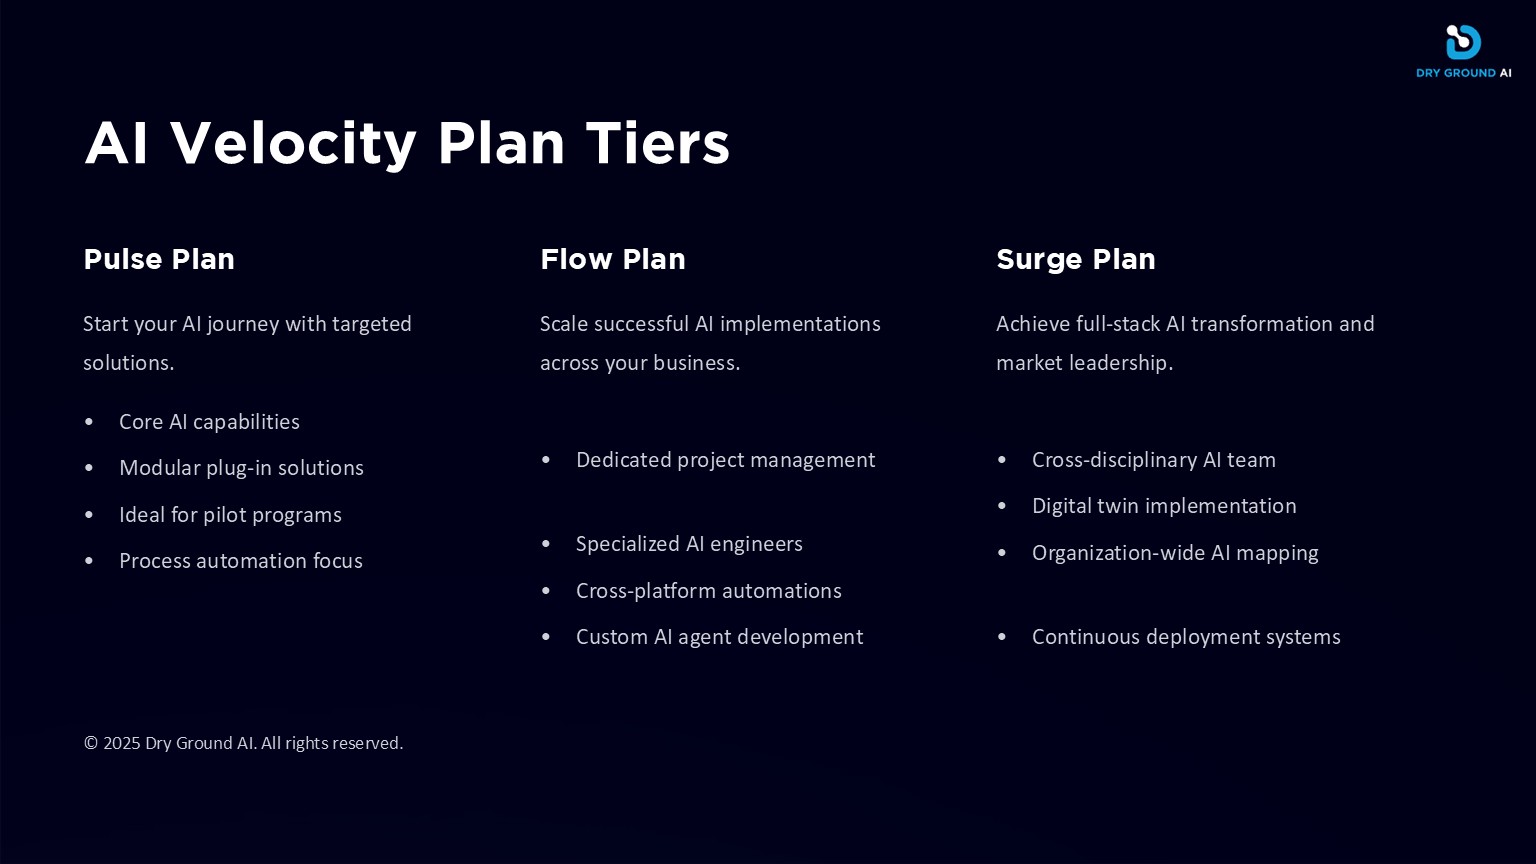 DRY GROUND AI
AI Velocity Plan Tiers
Pulse Plan
Start your AI journey with targeted
solutions.
• Core AI capabilities
• Modular plug-in solutions
• Ideal for pilot programs
• Process automation focus
Flow Plan
Scale successful AI implementations
across your business.
• Dedicated project management
• Specialized AI engineers
• Cross-platform automations
• Custom AI agent development
Surge Plan
Achieve full-stack AI transformation and
market leadership.
• Cross-disciplinary AI team
• Digital twin implementation
• Organization-wide AI mapping
• Continuous deployment systems
© 2025 Dry Ground AI. All rights reserved.